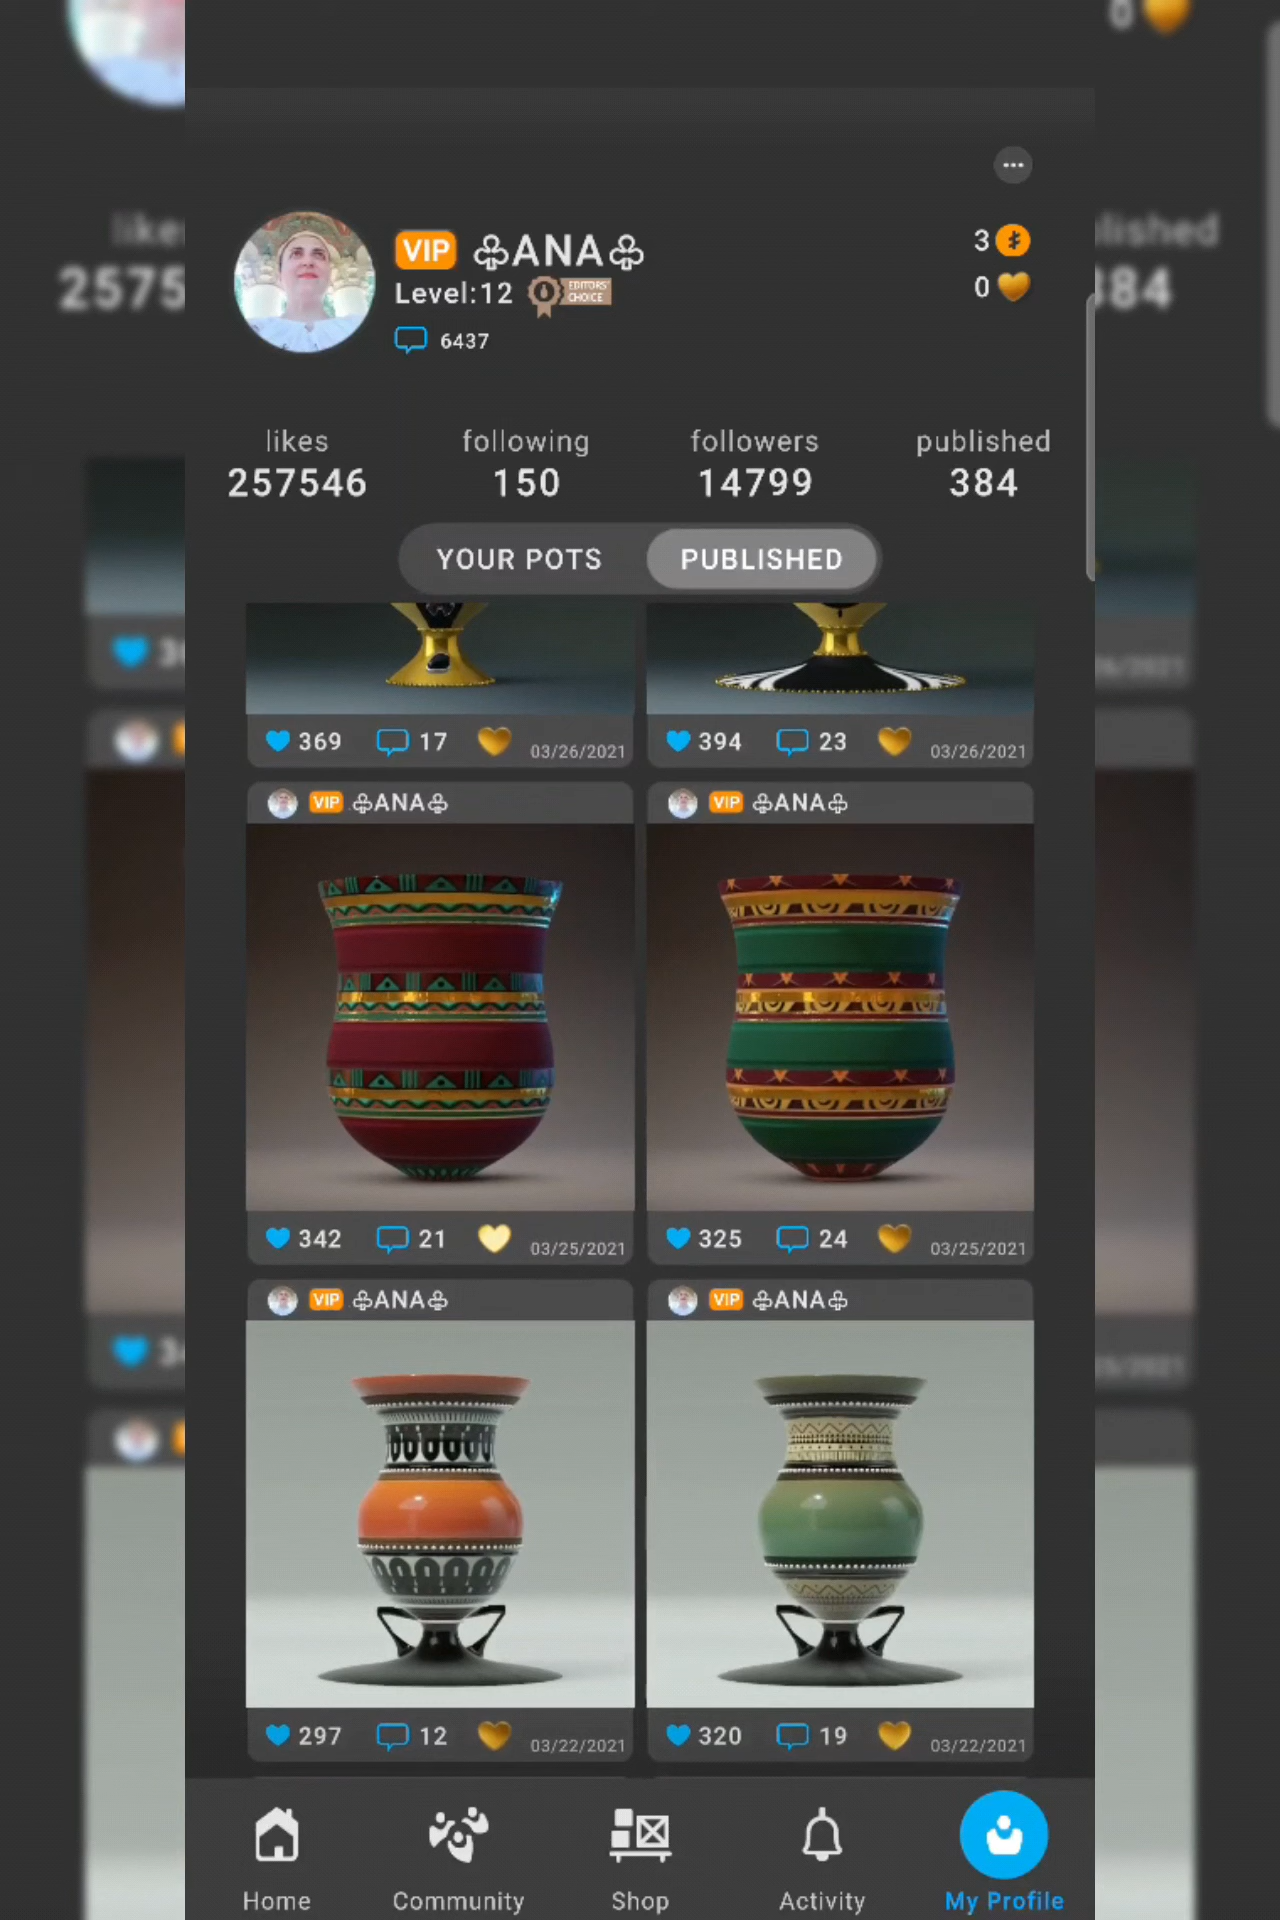 VIP ♧ANA♧
Level:12 EDITORS' CHOICE
6437
3
0
likes following followers published
257546 150 14799 384
YOUR POTS PUBLISHED
369 17 03/26/2021
394 23 03/26/2021
VIP ♧ANA♧
VIP ♧ANA♧
342 21 03/25/2021
325 24 03/25/2021
VIP ♧ANA♧
VIP ♧ANA♧
297 12 03/22/2021
320 19 03/22/2021
Home Community Shop Activity My Profile